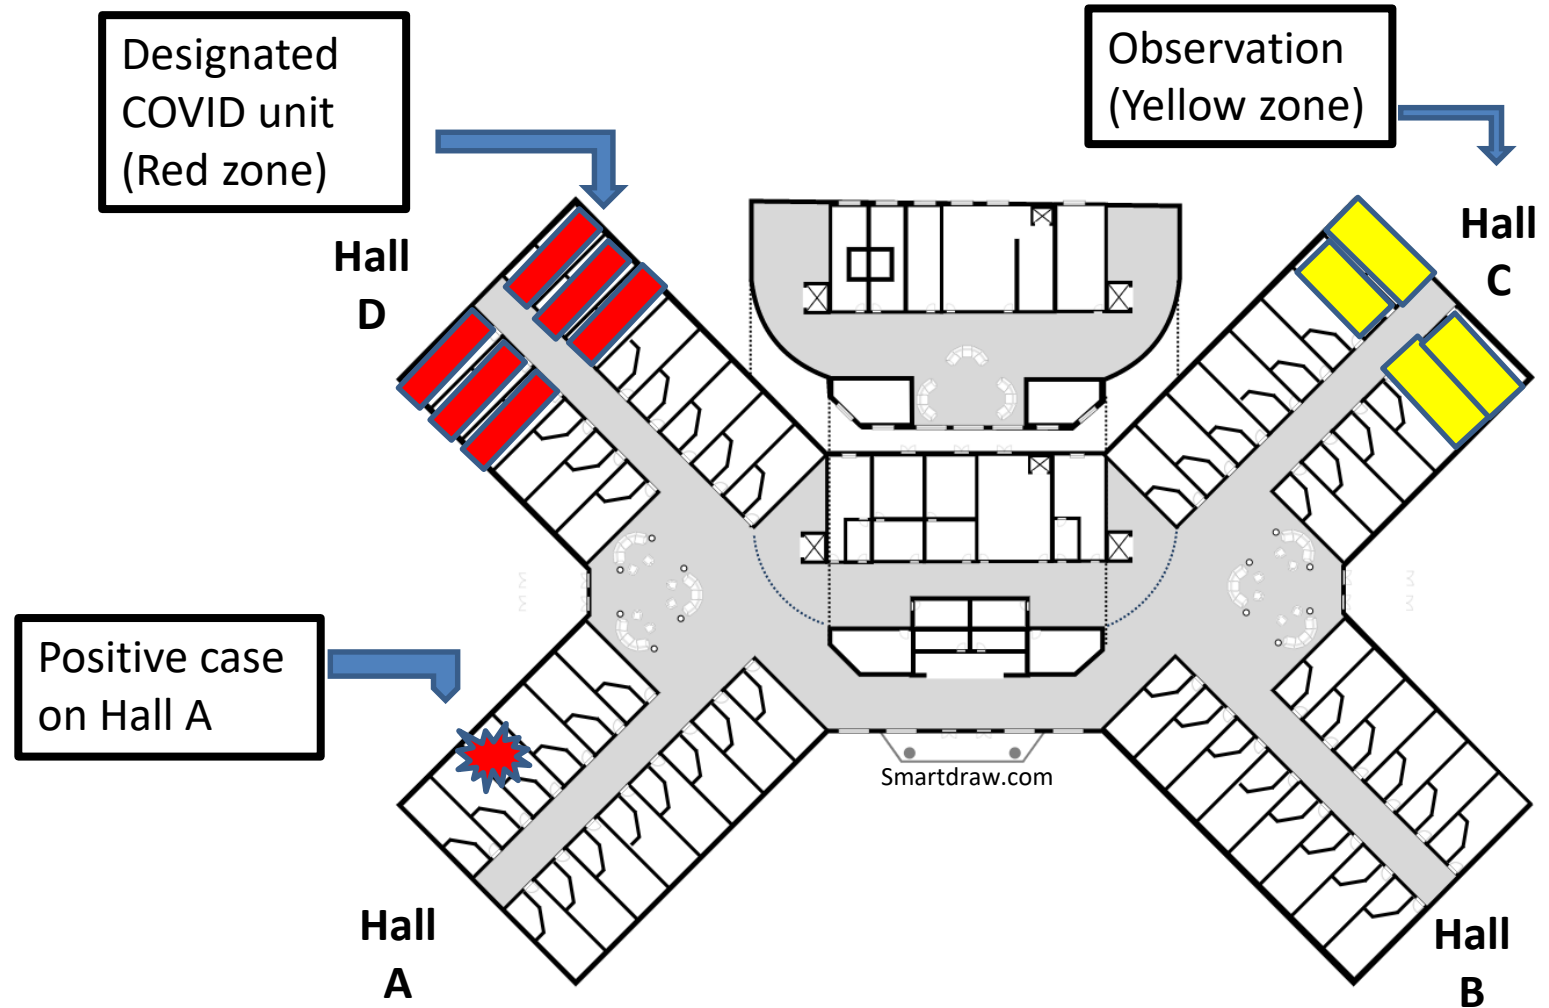 Designated
COVID unit
(Red zone)
Observation
(Yellow zone)
Hall
D
Hall
C
Positive case
on Hall A
Smartdraw.com
Hall
A
Hall
B